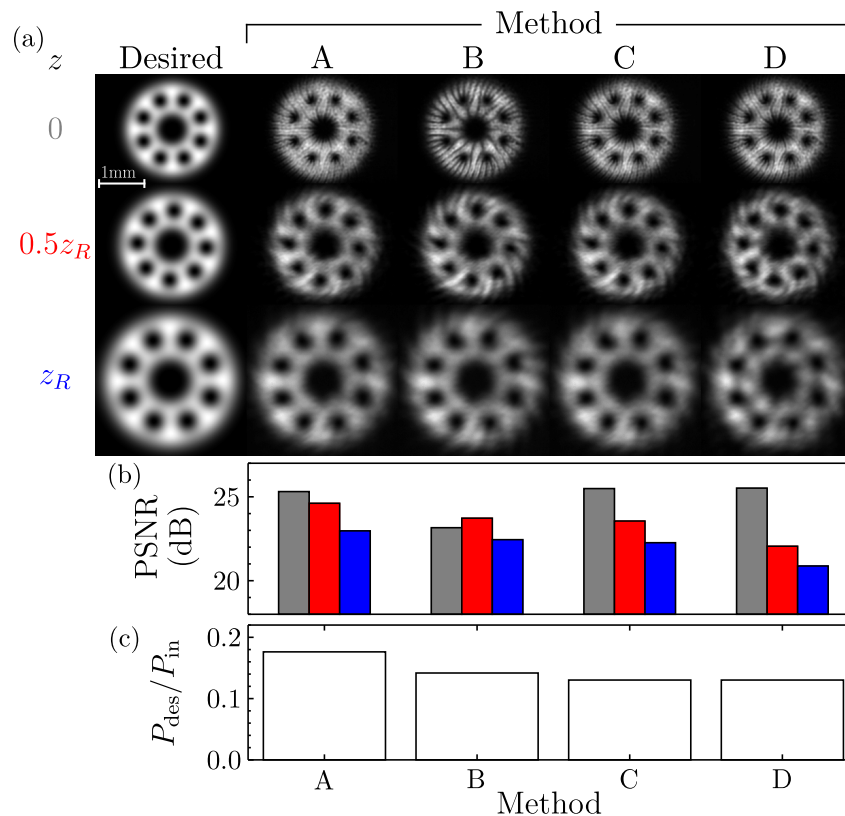 Method
(a)
z Desired A B C D
0
1mm
0.5z_R
z_R
(b)
PSNR
(dB)
25
20
(c)
P_des/P_in
0.2
0.1
0.0
A B C D
Method